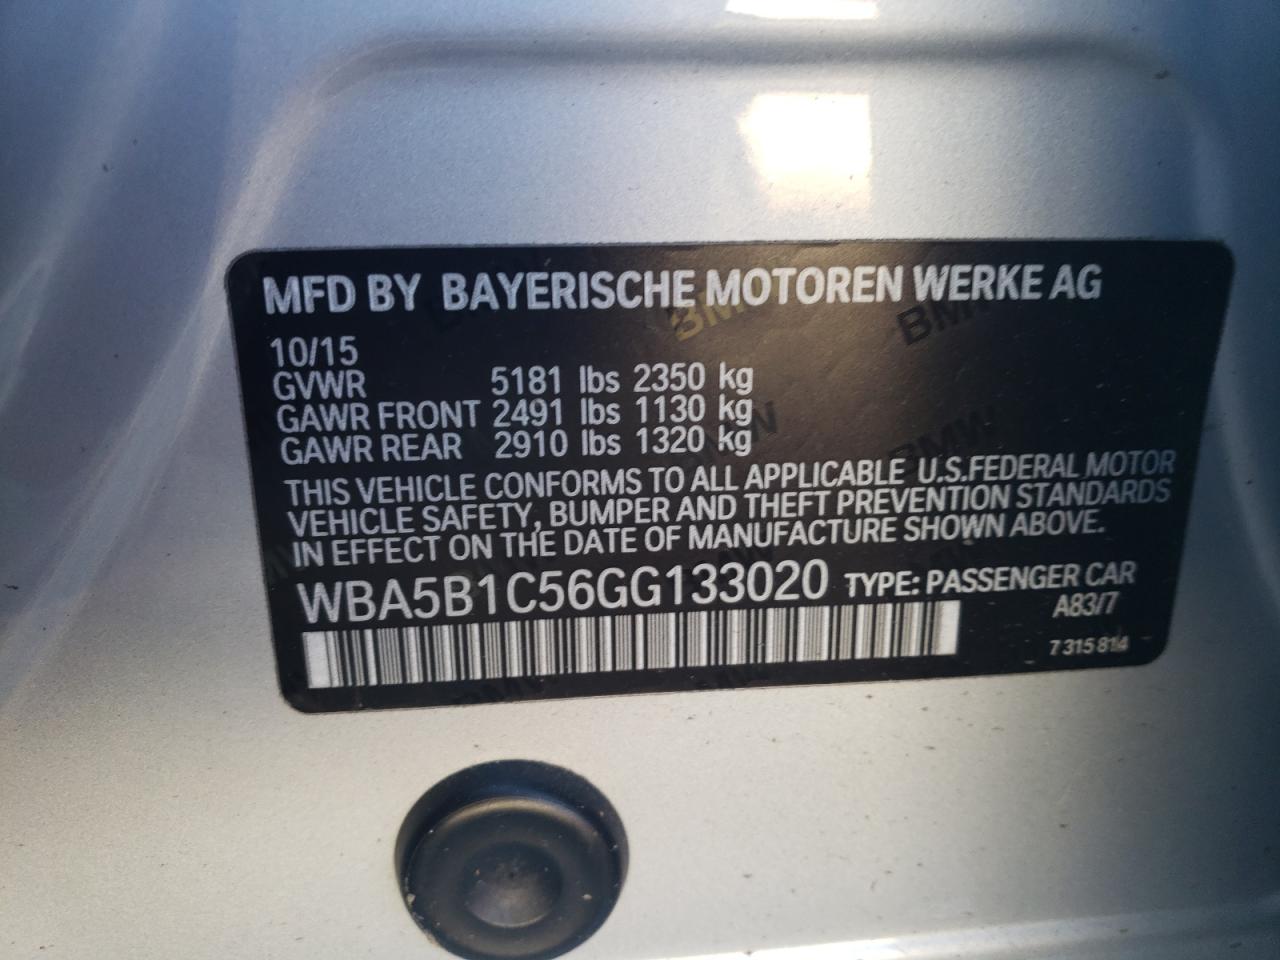 MFD BY BAYERISCHE MOTOREN WERKE AG
10/15
GVWR 5181 lbs 2350 kg
GAWR FRONT 2491 lbs 1130 kg
GAWR REAR 2910 lbs 1320 kg
THIS VEHICLE CONFORMS TO ALL APPLICABLE U.S.FEDERAL MOTOR
VEHICLE SAFETY, BUMPER AND THEFT PREVENTION STANDARDS
IN EFFECT ON THE DATE OF MANUFACTURE SHOWN ABOVE.
WBA5B1C56GG133020 TYPE: PASSENGER CAR
A83/7
7 315 814